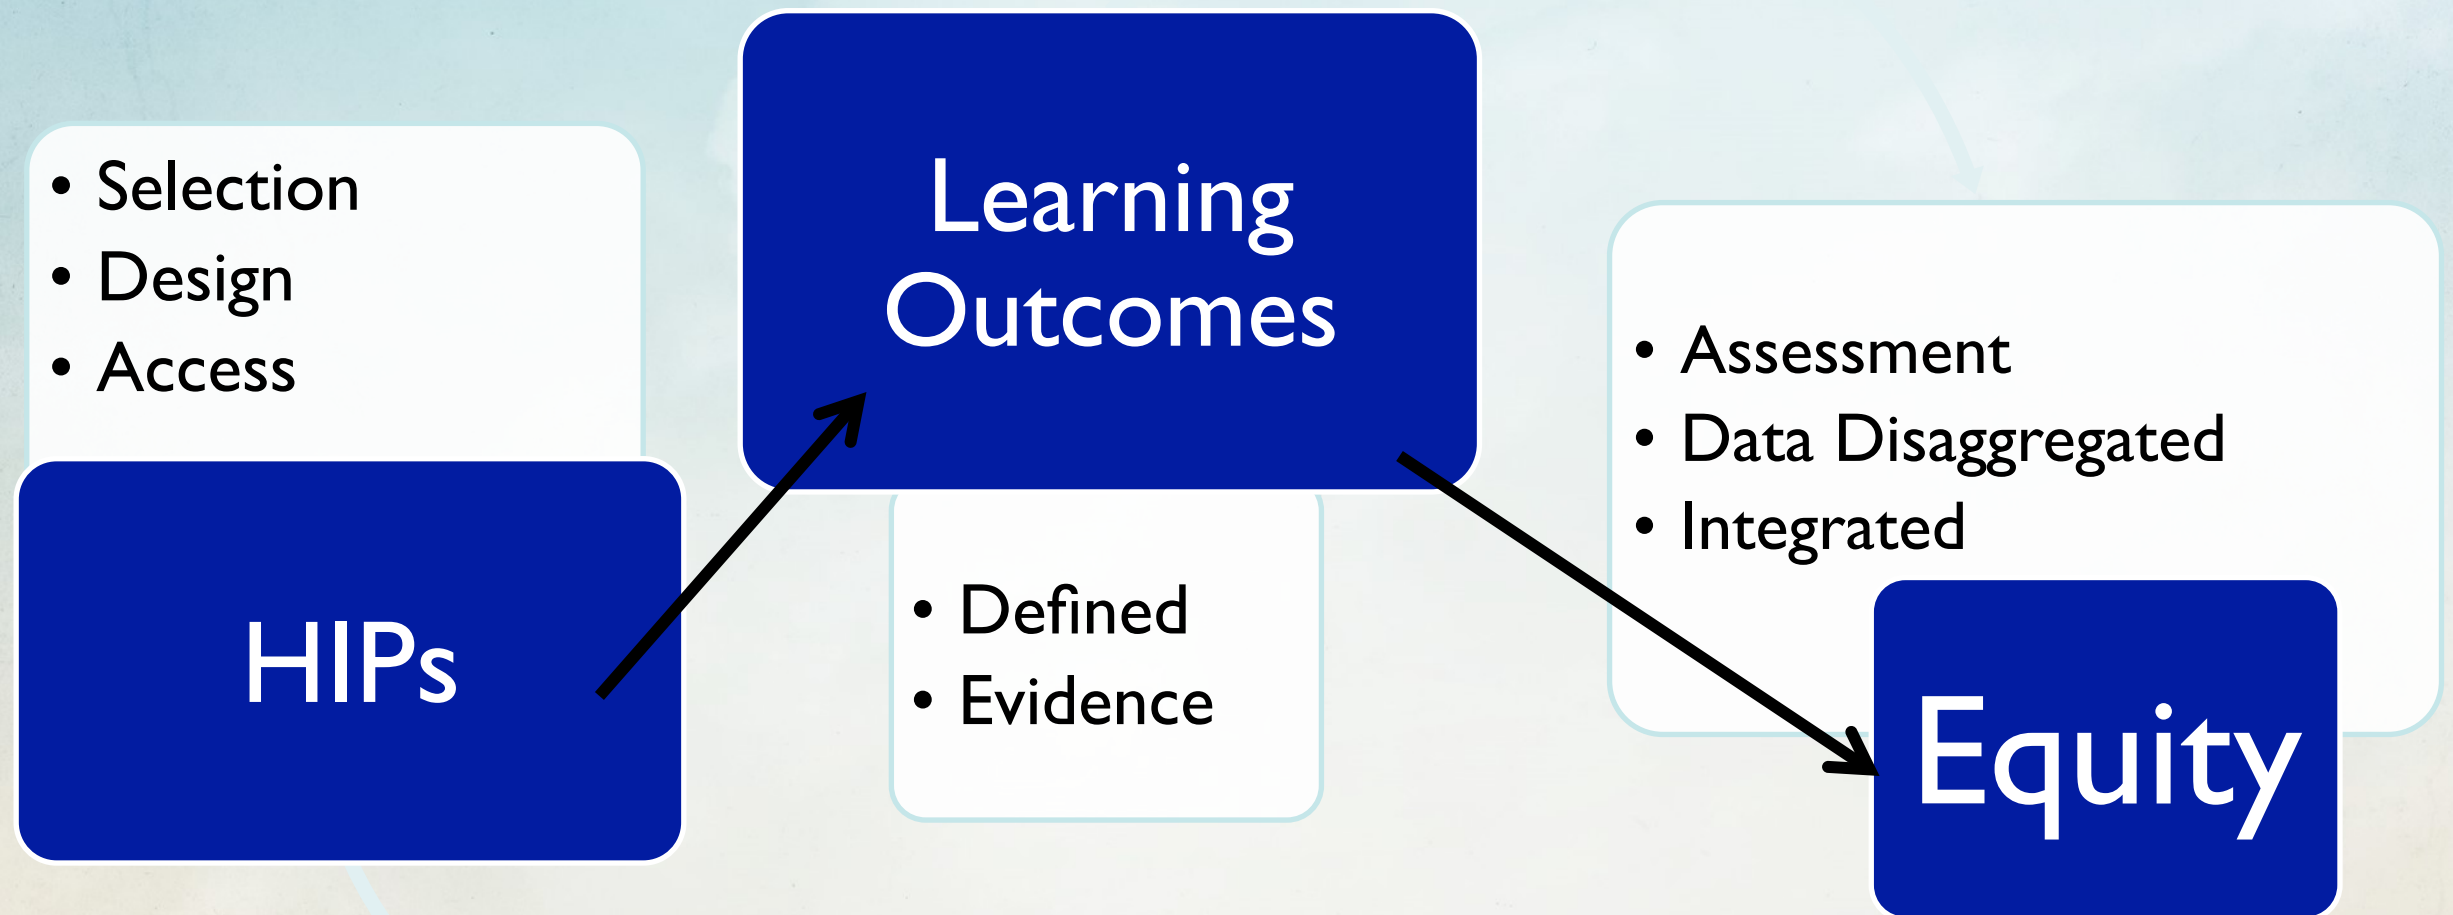 • Selection
• Design
• Access
HIPs
Learning
Outcomes
• Defined
• Evidence
• Assessment
• Data Disaggregated
• Integrated
Equity